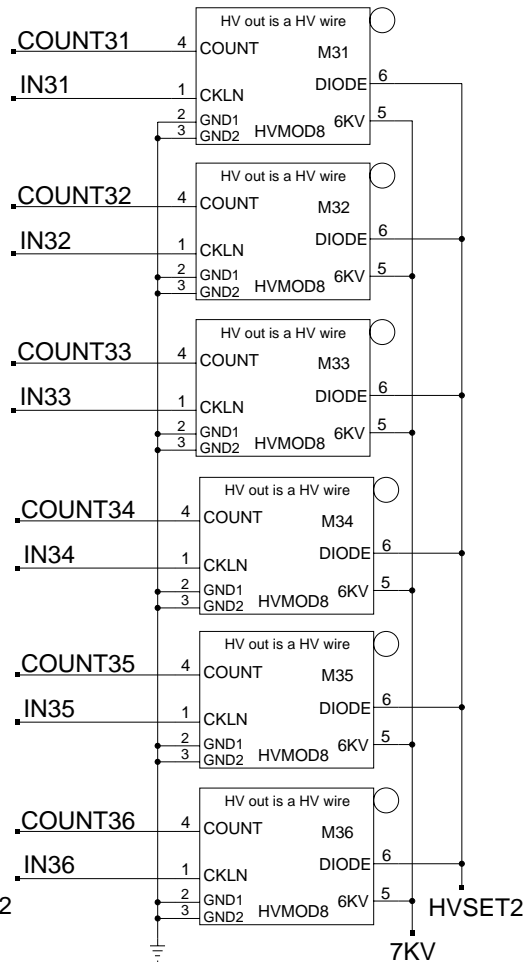 HV out is a HV wire
COUNT31 4 COUNT M31
DIODE 6
IN31 1 CKLN
2 GND1 6KV 5
3 GND2 HVMOD8
HV out is a HV wire
COUNT32 4 COUNT M32
DIODE 6
IN32 1 CKLN
2 GND1 6KV 5
3 GND2 HVMOD8
HV out is a HV wire
COUNT33 4 COUNT M33
DIODE 6
IN33 1 CKLN
2 GND1 6KV 5
3 GND2 HVMOD8
HV out is a HV wire
COUNT34 4 COUNT M34
DIODE 6
IN34 1 CKLN
2 GND1 6KV 5
3 GND2 HVMOD8
HV out is a HV wire
COUNT35 4 COUNT M35
DIODE 6
IN35 1 CKLN
2 GND1 6KV 5
3 GND2 HVMOD8
HV out is a HV wire
COUNT36 4 COUNT M36
DIODE 6
IN36 1 CKLN
2 GND1 6KV 5
3 GND2 HVMOD8
2 HVSET2
7KV